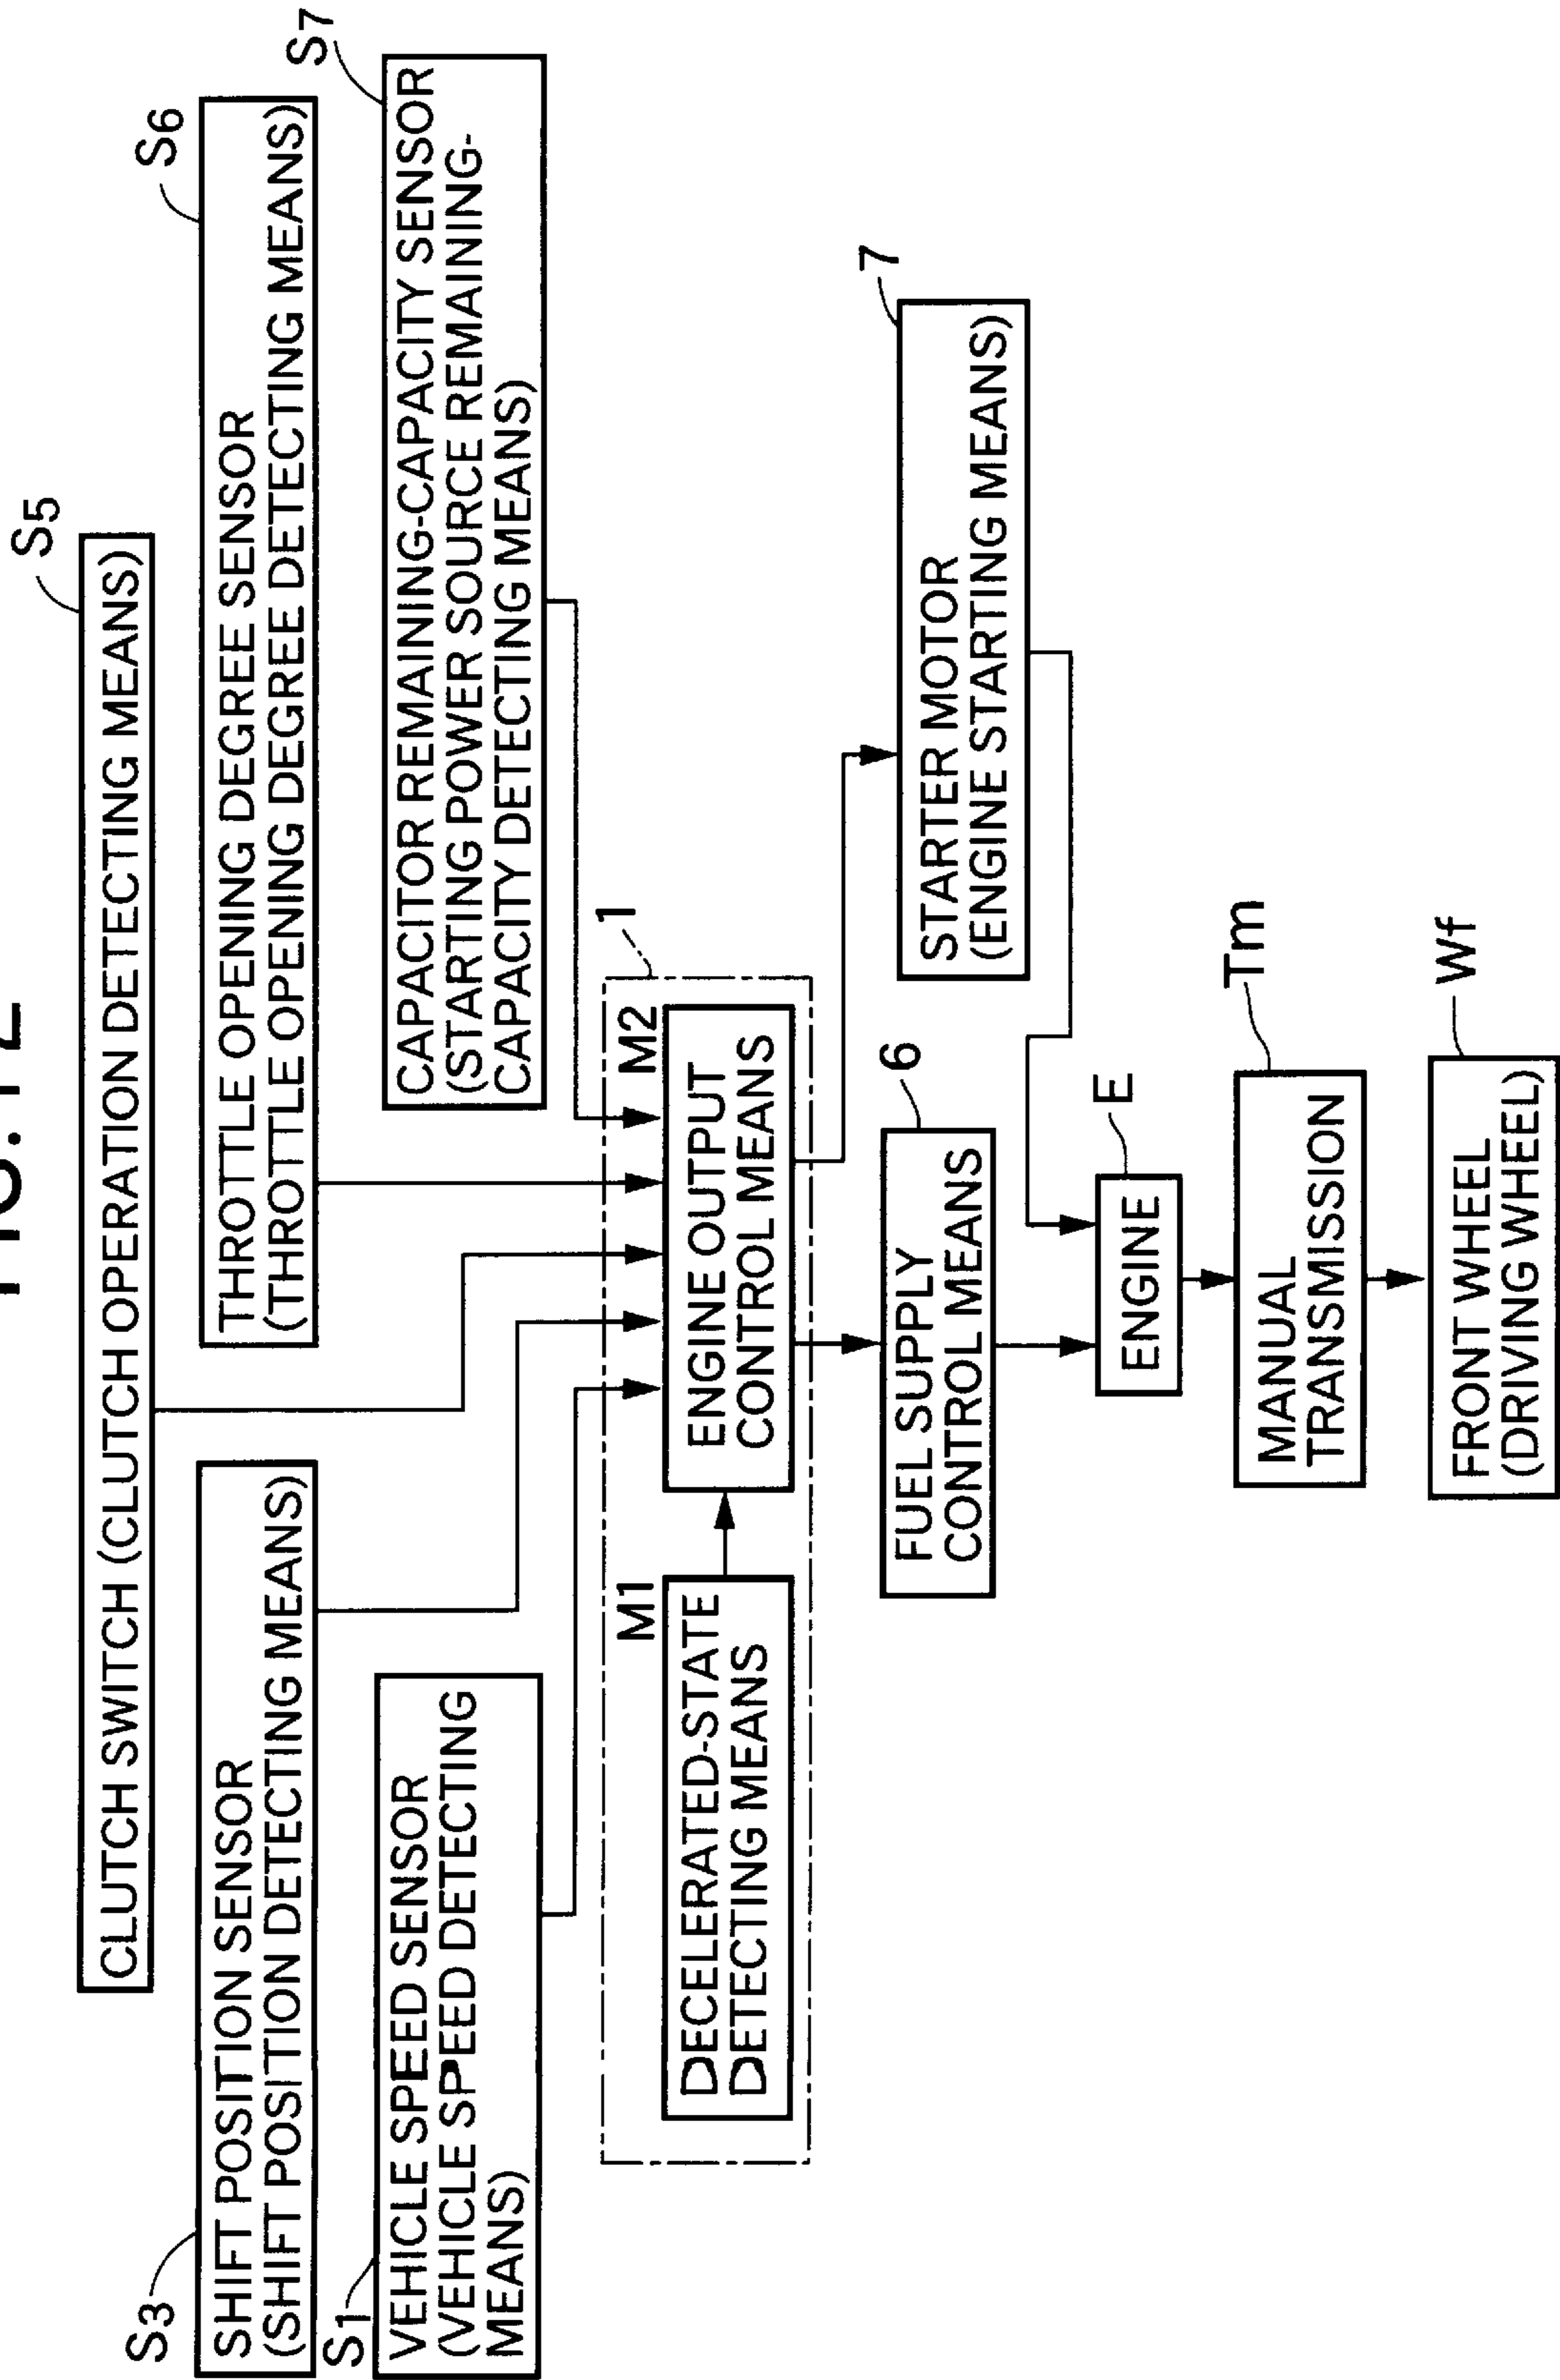 FIG. 12
S5
CLUTCH SWITCH (CLUTCH OPERATION DETECTING MEANS)
S3
SHIFT POSITION SENSOR
(SHIFT POSITION DETECTING MEANS)
S6
THROTTLE OPENING DEGREE SENSOR
(THROTTLE OPENING DEGREE DETECTING MEANS)
S1
VEHICLE SPEED SENSOR
(VEHICLE SPEED DETECTING
MEANS)
S7
CAPACITOR REMAINING-CAPACITY SENSOR
(STARTING POWER SOURCE REMAINING-
CAPACITY DETECTING MEANS)
1
M1
DECELERATED-STATE
DETECTING MEANS
M2
ENGINE OUTPUT
CONTROL MEANS
6
FUEL SUPPLY
CONTROL MEANS
7
STARTER MOTOR
(ENGINE STARTING MEANS)
E
ENGINE
Tm
MANUAL
TRANSMISSION
Wf
FRONT WHEEL
(DRIVING WHEEL)